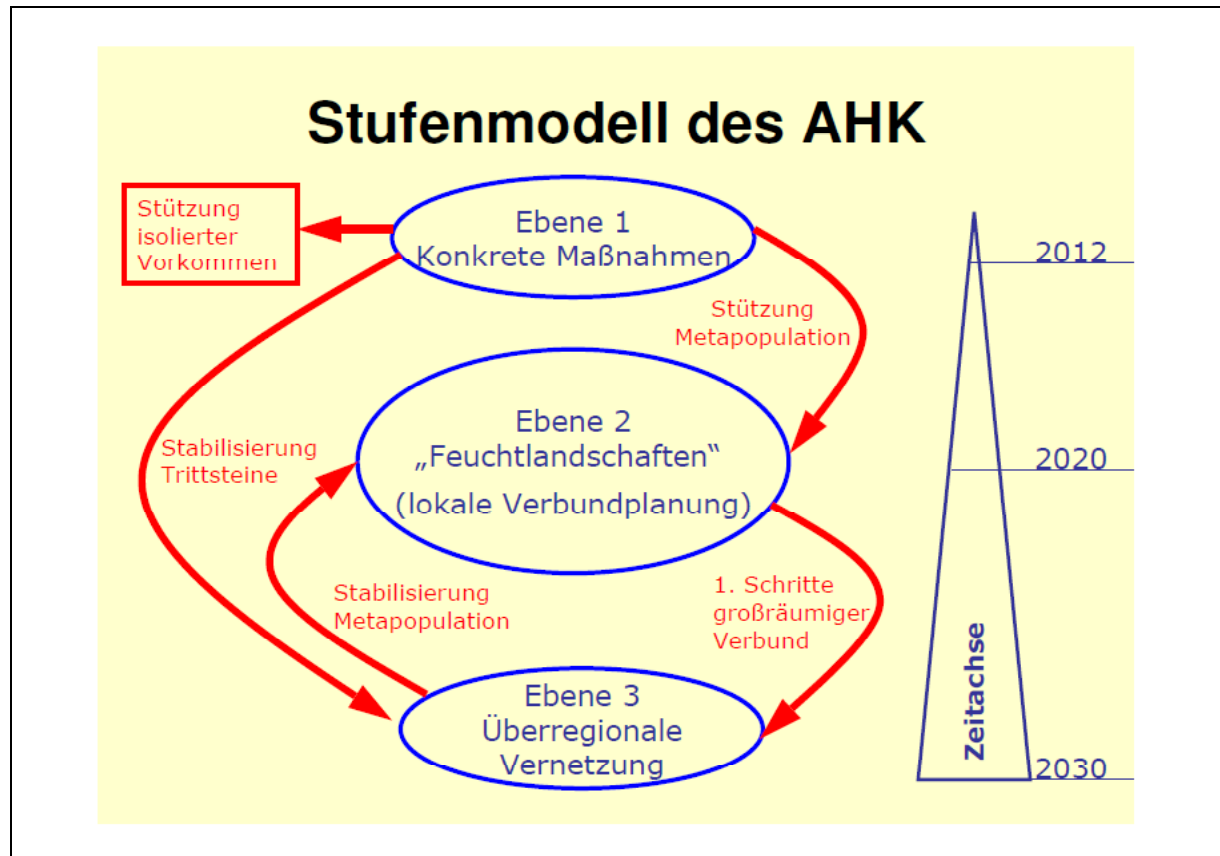 Stufenmodell des AHK
Stützung
isolierter
Vorkommen
Ebene 1
Konkrete Maßnahmen
Stützung
Metapopulation
2012
Stabilisierung
Trittsteine
Ebene 2
„Feuchtlandschaften“
(lokale Verbundplanung)
2020
Stabilisierung
Metapopulation
1. Schritte
großräumiger
Verbund
Ebene 3
Überregionale
Vernetzung
Zeitachse
2030